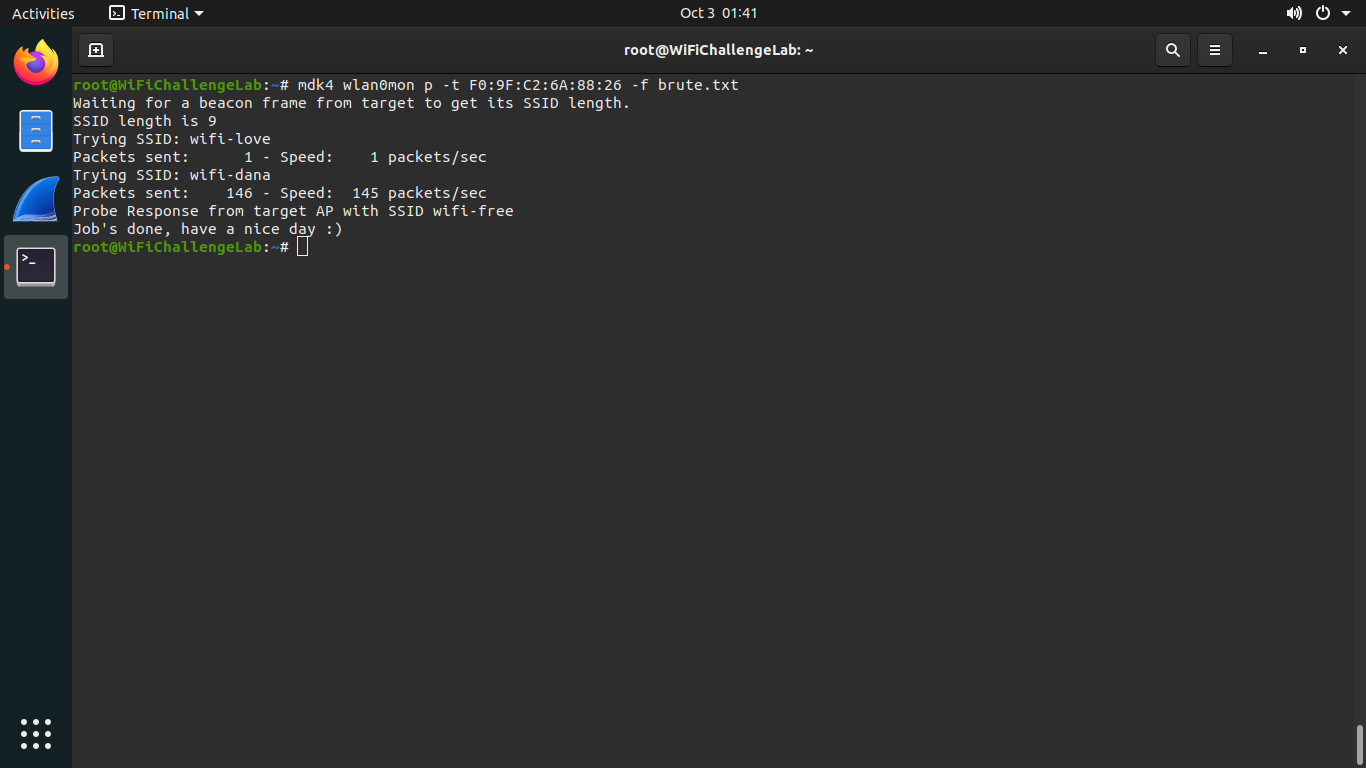 Activities Terminal Oct 3 01:41
root@WiFiChallengeLab: ~
root@WiFiChallengeLab:~# mdk4 wlan0mon p -t F0:9F:C2:6A:88:26 -f brute.txt
Waiting for a beacon frame from target to get its SSID length.
SSID length is 9
Trying SSID: wifi-love
Packets sent:      1 - Speed:    1 packets/sec
Trying SSID: wifi-dana
Packets sent:    146 - Speed:  145 packets/sec
Probe Response from target AP with SSID wifi-free
Job's done, have a nice day :)
root@WiFiChallengeLab:~#